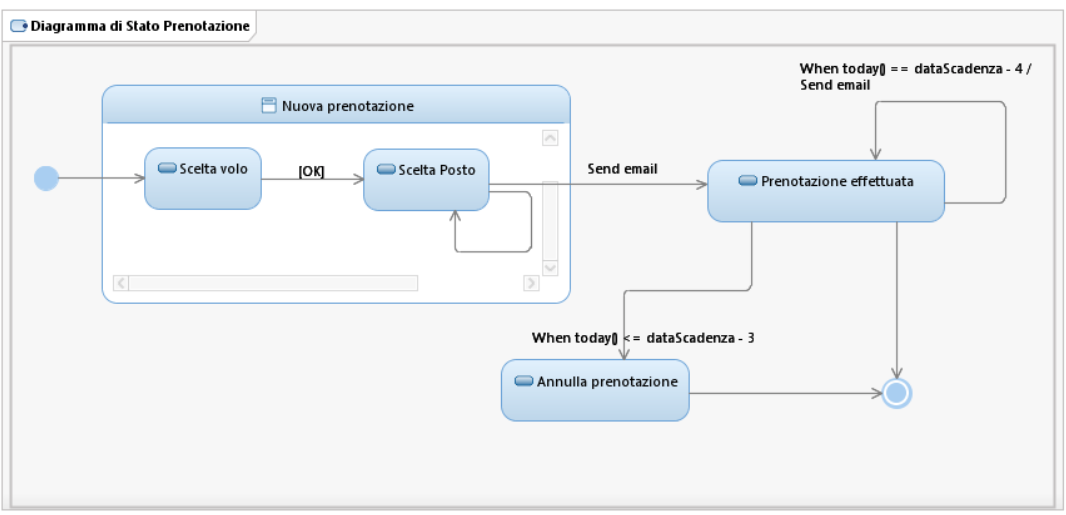 Diagramma di Stato Prenotazione
When today() == dataScadenza - 4 /
Send email
Nuova prenotazione
Scelta volo
[OK]
Scelta Posto
Send email
Prenotazione effettuata
When today() <= dataScadenza - 3
Annulla prenotazione